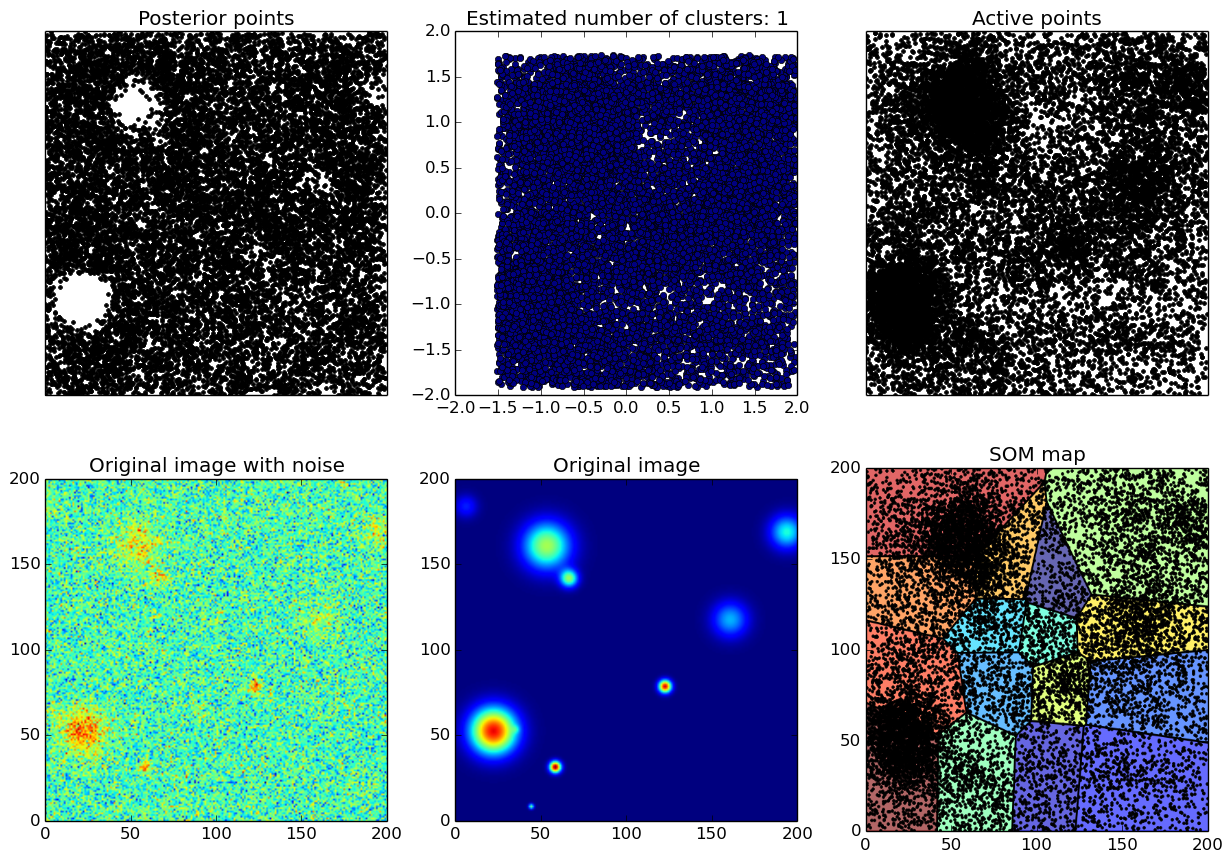 Posterior points
Estimated number of clusters: 1
Active points
2.0
1.5
1.0
0.5
0.0
−0.5
−1.0
−1.5
−2.0
−2.0 −1.5 −1.0 −0.5 0.0 0.5 1.0 1.5 2.0
Original image with noise
Original image
SOM map
200
150
100
50
0
0 50 100 150 200
200
150
100
50
0
0 50 100 150 200
200
150
100
50
0
0 50 100 150 200